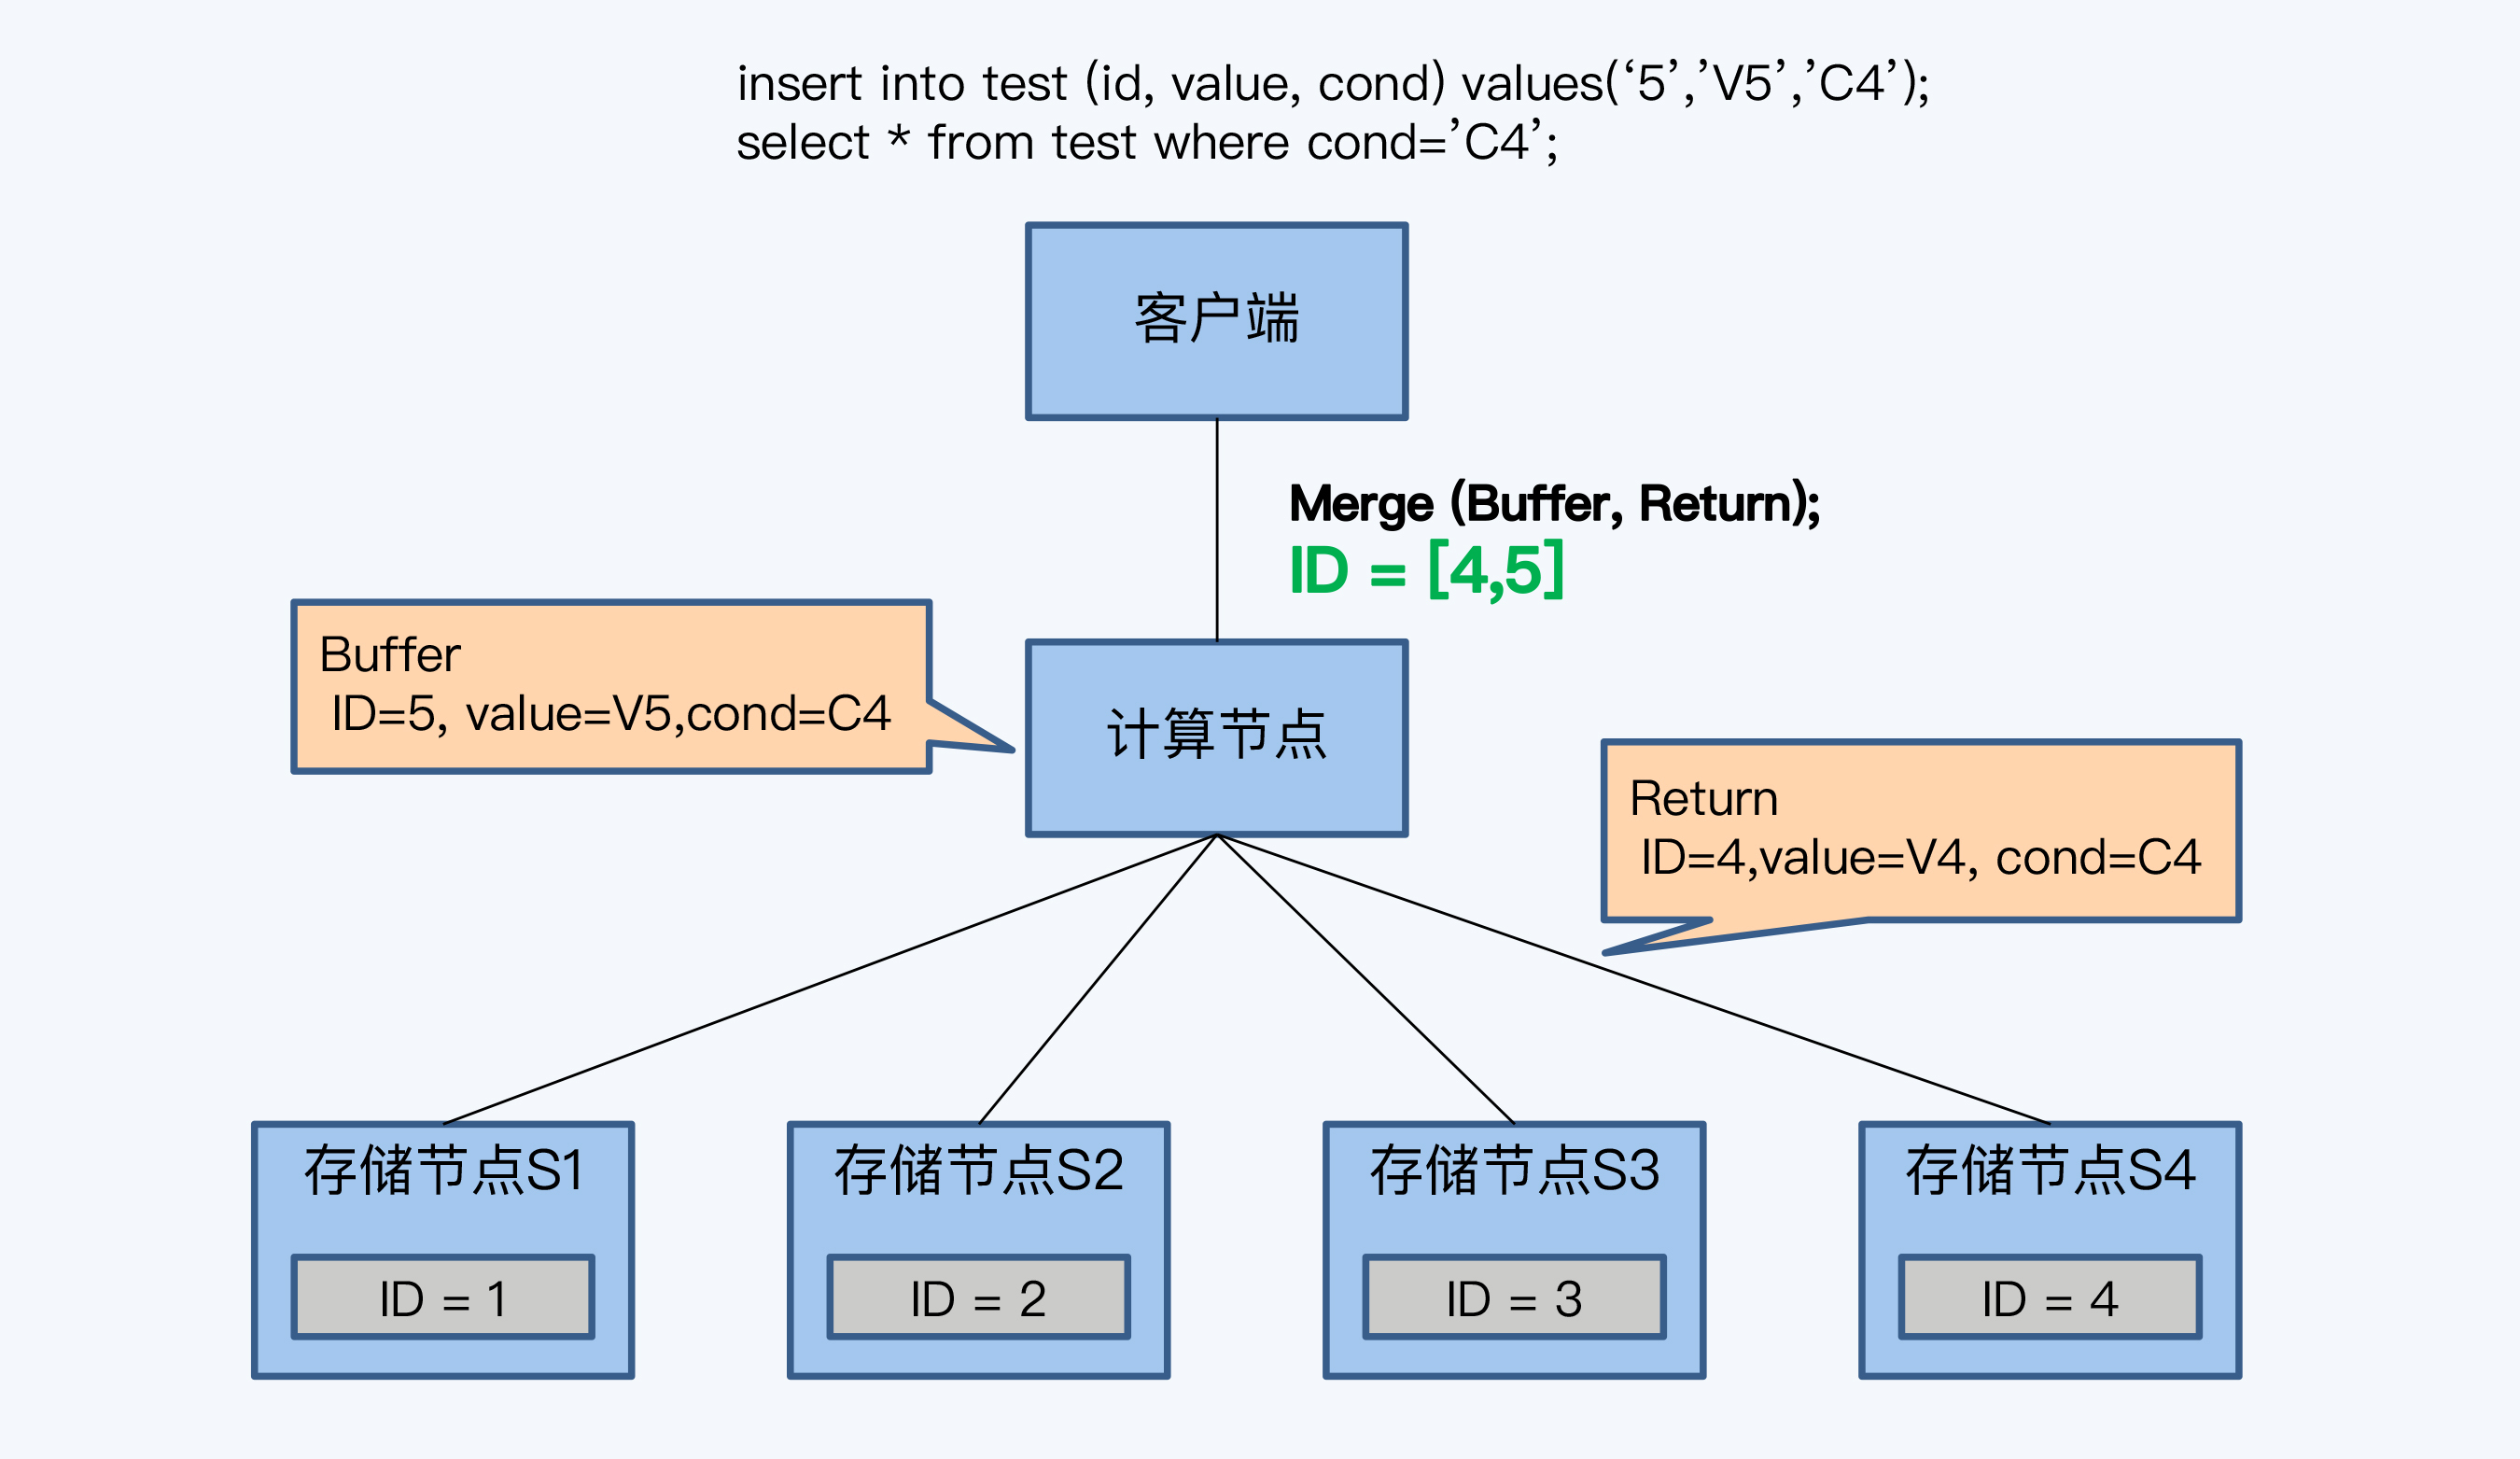 insert into test (id, value, cond) values(‘5’,’V5’,’C4’);
select * from test where cond=’C4’;
客户端
Merge (Buffer, Return);
ID = [4,5]
Buffer
ID=5, value=V5,cond=C4
计算节点
Return
ID=4,value=V4, cond=C4
存储节点S1
存储节点S2
存储节点S3
存储节点S4
ID = 1
ID = 2
ID = 3
ID = 4